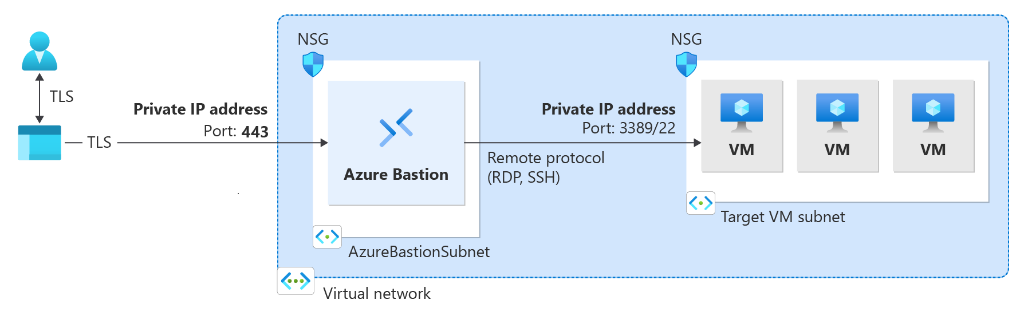 NSG
NSG
TLS
Private IP address
Port: 443
Private IP address
Port: 3389/22
TLS
Remote protocol
(RDP, SSH)
Azure Bastion
VM
VM
VM
Target VM subnet
AzureBastionSubnet
Virtual network